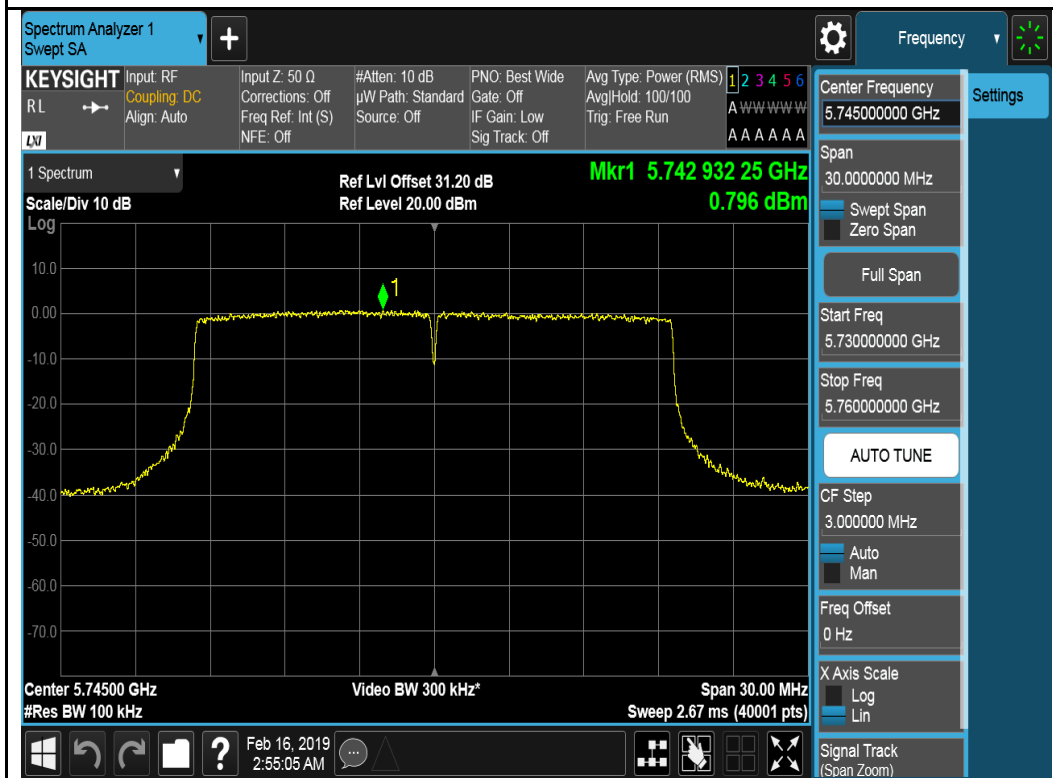 Spectrum Analyzer 1
Swept SA
Frequency
KEYSIGHT
RL
LXI
Input: RF
Coupling: DC
Align: Auto
Input Z: 50 Ω
Corrections: Off
Freq Ref: Int (S)
NFE: Off
#Atten: 10 dB
µW Path: Standard
Source: Off
PNO: Best Wide
Gate: Off
IF Gain: Low
Sig Track: Off
Avg Type: Power (RMS)
Avg|Hold: 100/100
Trig: Free Run
1 2 3 4 5 6
A W W W W W
A A A A A A
1 Spectrum
Scale/Div 10 dB
Log
Ref Lvl Offset 31.20 dB
Ref Level 20.00 dBm
Mkr1 5.742 932 25 GHz
0.796 dBm
1
10.0
0.00
-10.0
-20.0
-30.0
-40.0
-50.0
-60.0
-70.0
Center 5.74500 GHz
#Res BW 100 kHz
Video BW 300 kHz*
Span 30.00 MHz
Sweep 2.67 ms (40001 pts)
Center Frequency
5.745000000 GHz
Settings
Span
30.0000000 MHz
Swept Span
Zero Span
Full Span
Start Freq
5.730000000 GHz
Stop Freq
5.760000000 GHz
AUTO TUNE
CF Step
3.000000 MHz
Auto
Man
Freq Offset
0 Hz
X Axis Scale
Log
Lin
Signal Track
(Span Zoom)
?
Feb 16, 2019
2:55:05 AM